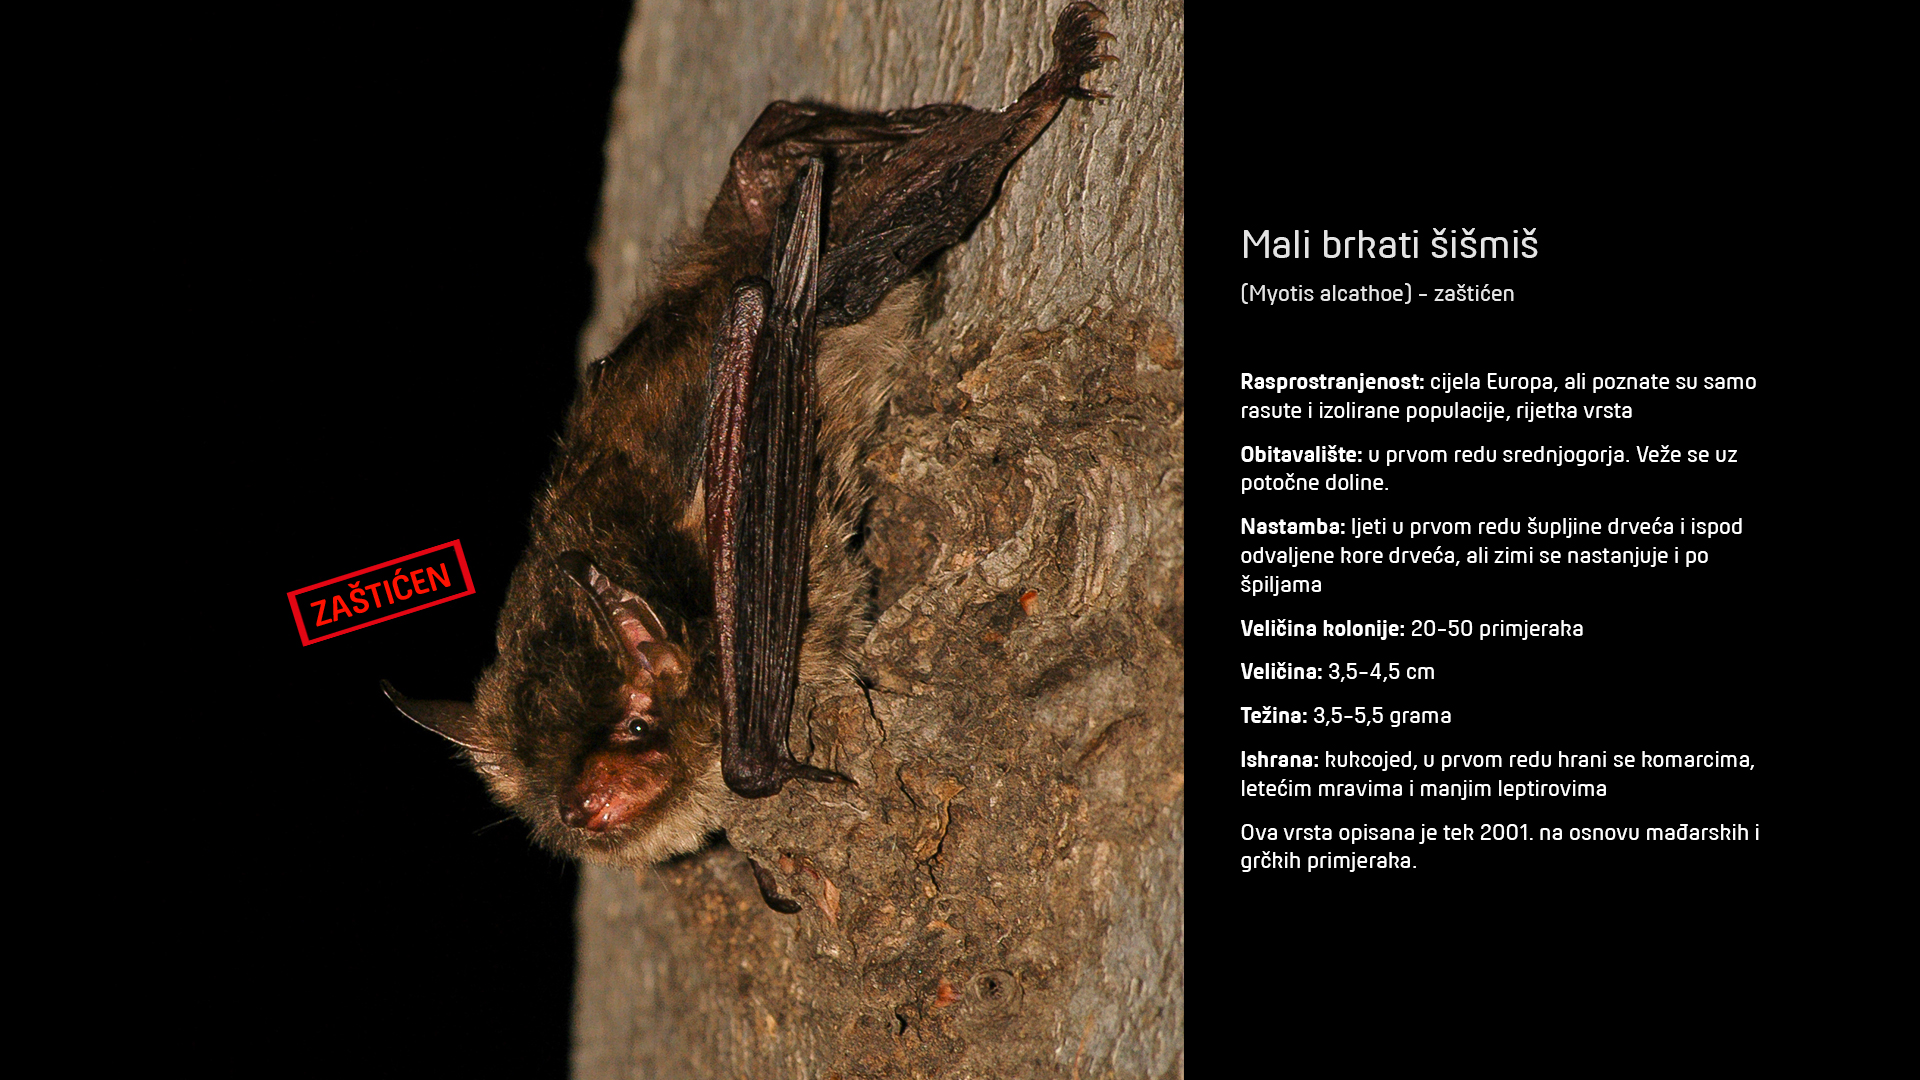 ZAŠTIĆEN
Mali brkati šišmiš
(Myotis alcathoe) - zaštićen
Rasprostranjenost: cijela Europa, ali poznate su samo
rasute i izolirane populacije, rijetka vrsta
Obitavalište: u prvom redu srednjogorja. Veže se uz
potočne doline.
Nastamba: ljeti u prvom redu šupljine drveća i ispod
odvaljene kore drveća, ali zimi se nastanjuje i po
špiljama
Veličina kolonije: 20-50 primjeraka
Veličina: 3,5-4,5 cm
Težina: 3,5-5,5 grama
Ishrana: kukcojed, u prvom redu hrani se komarcima,
letećim mravima i manjim leptirovima
Ova vrsta opisana je tek 2001. na osnovu mađarskih i
grčkih primjeraka.